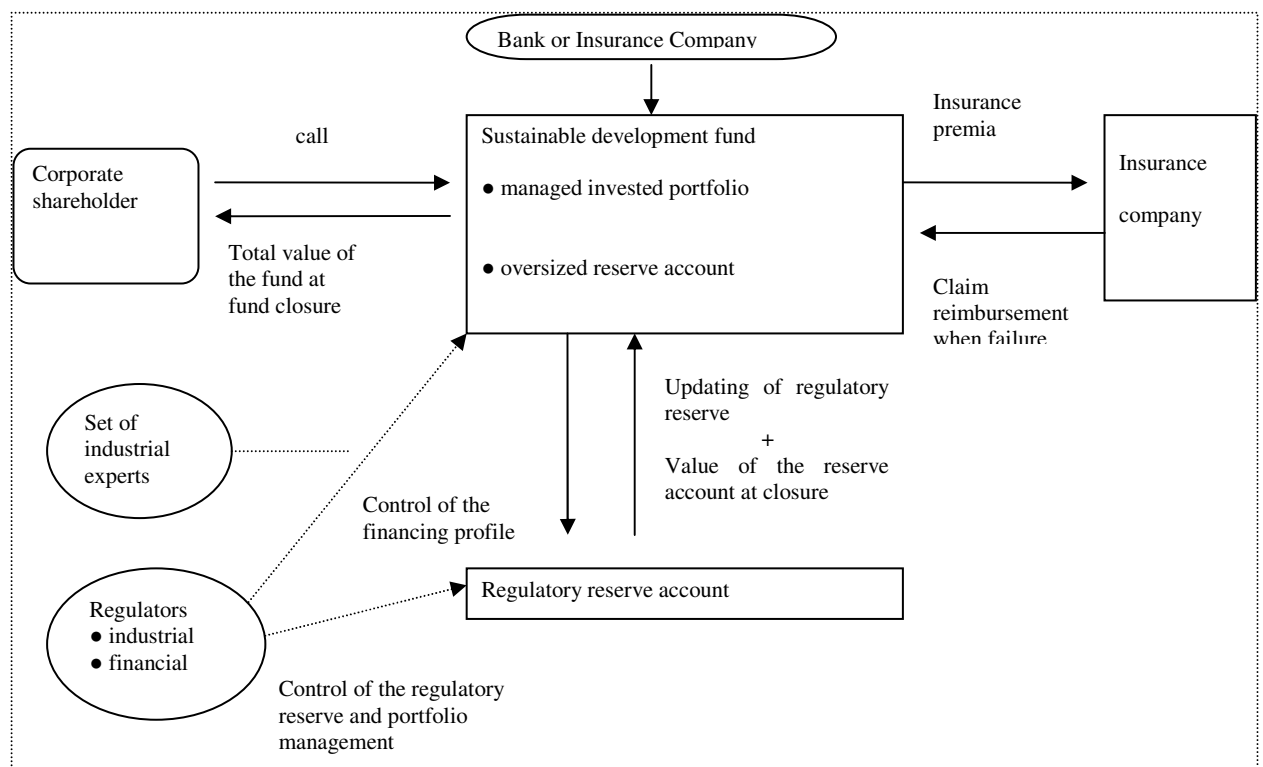 Bank or Insurance Company
Insurance
premia
call
Sustainable development fund
● managed invested portfolio
● oversized reserve account
Corporate
shareholder
Insurance
company
Total value of
the fund at
fund closure
Claim
reimbursement
when failure
Updating of regulatory
reserve
+
Value of the reserve
account at closure
Set of
industrial
experts
Control of the
financing profile
Regulatory reserve account
Regulators
● industrial
● financial
Control of the regulatory
reserve and portfolio
management